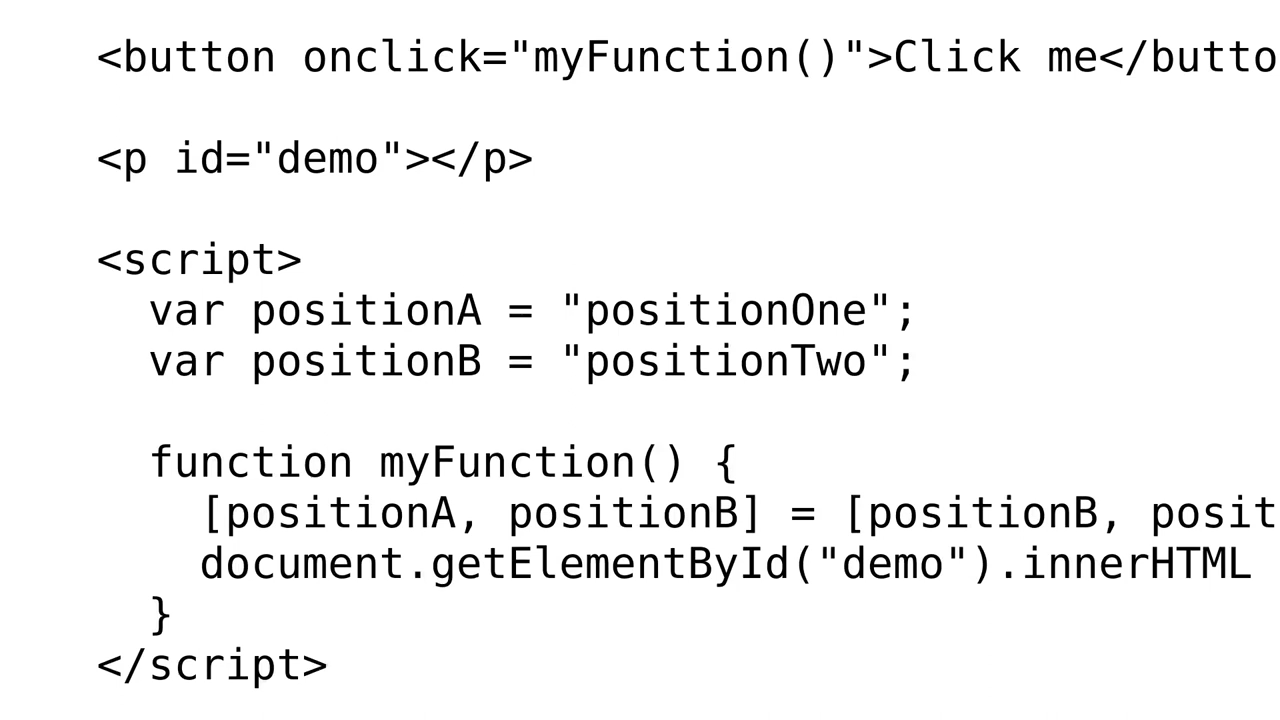 <button onclick="myFunction()">Click me</butto
<p id="demo"></p>
<script>
var positionA = "positionOne";
var positionB = "positionTwo";
function myFunction() {
[positionA, positionB] = [positionB, posit
document.getElementById("demo").innerHTML
}
</script>